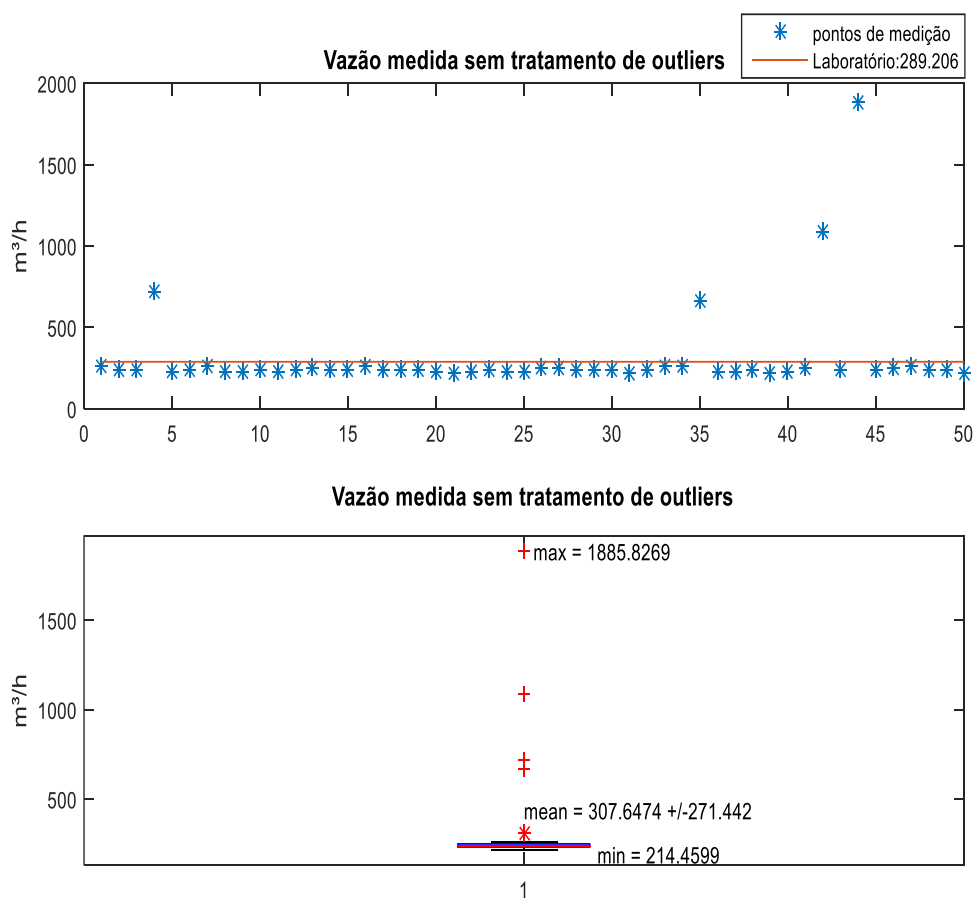 pontos de medição
Laboratório:289.206
Vazão medida sem tratamento de outliers
m³/h
2000
1500
1000
500
0
0 5 10 15 20 25 30 35 40 45 50
Vazão medida sem tratamento de outliers
m³/h
1500
1000
500
max = 1885.8269
mean = 307.6474 +/-271.442
min = 214.4599
1